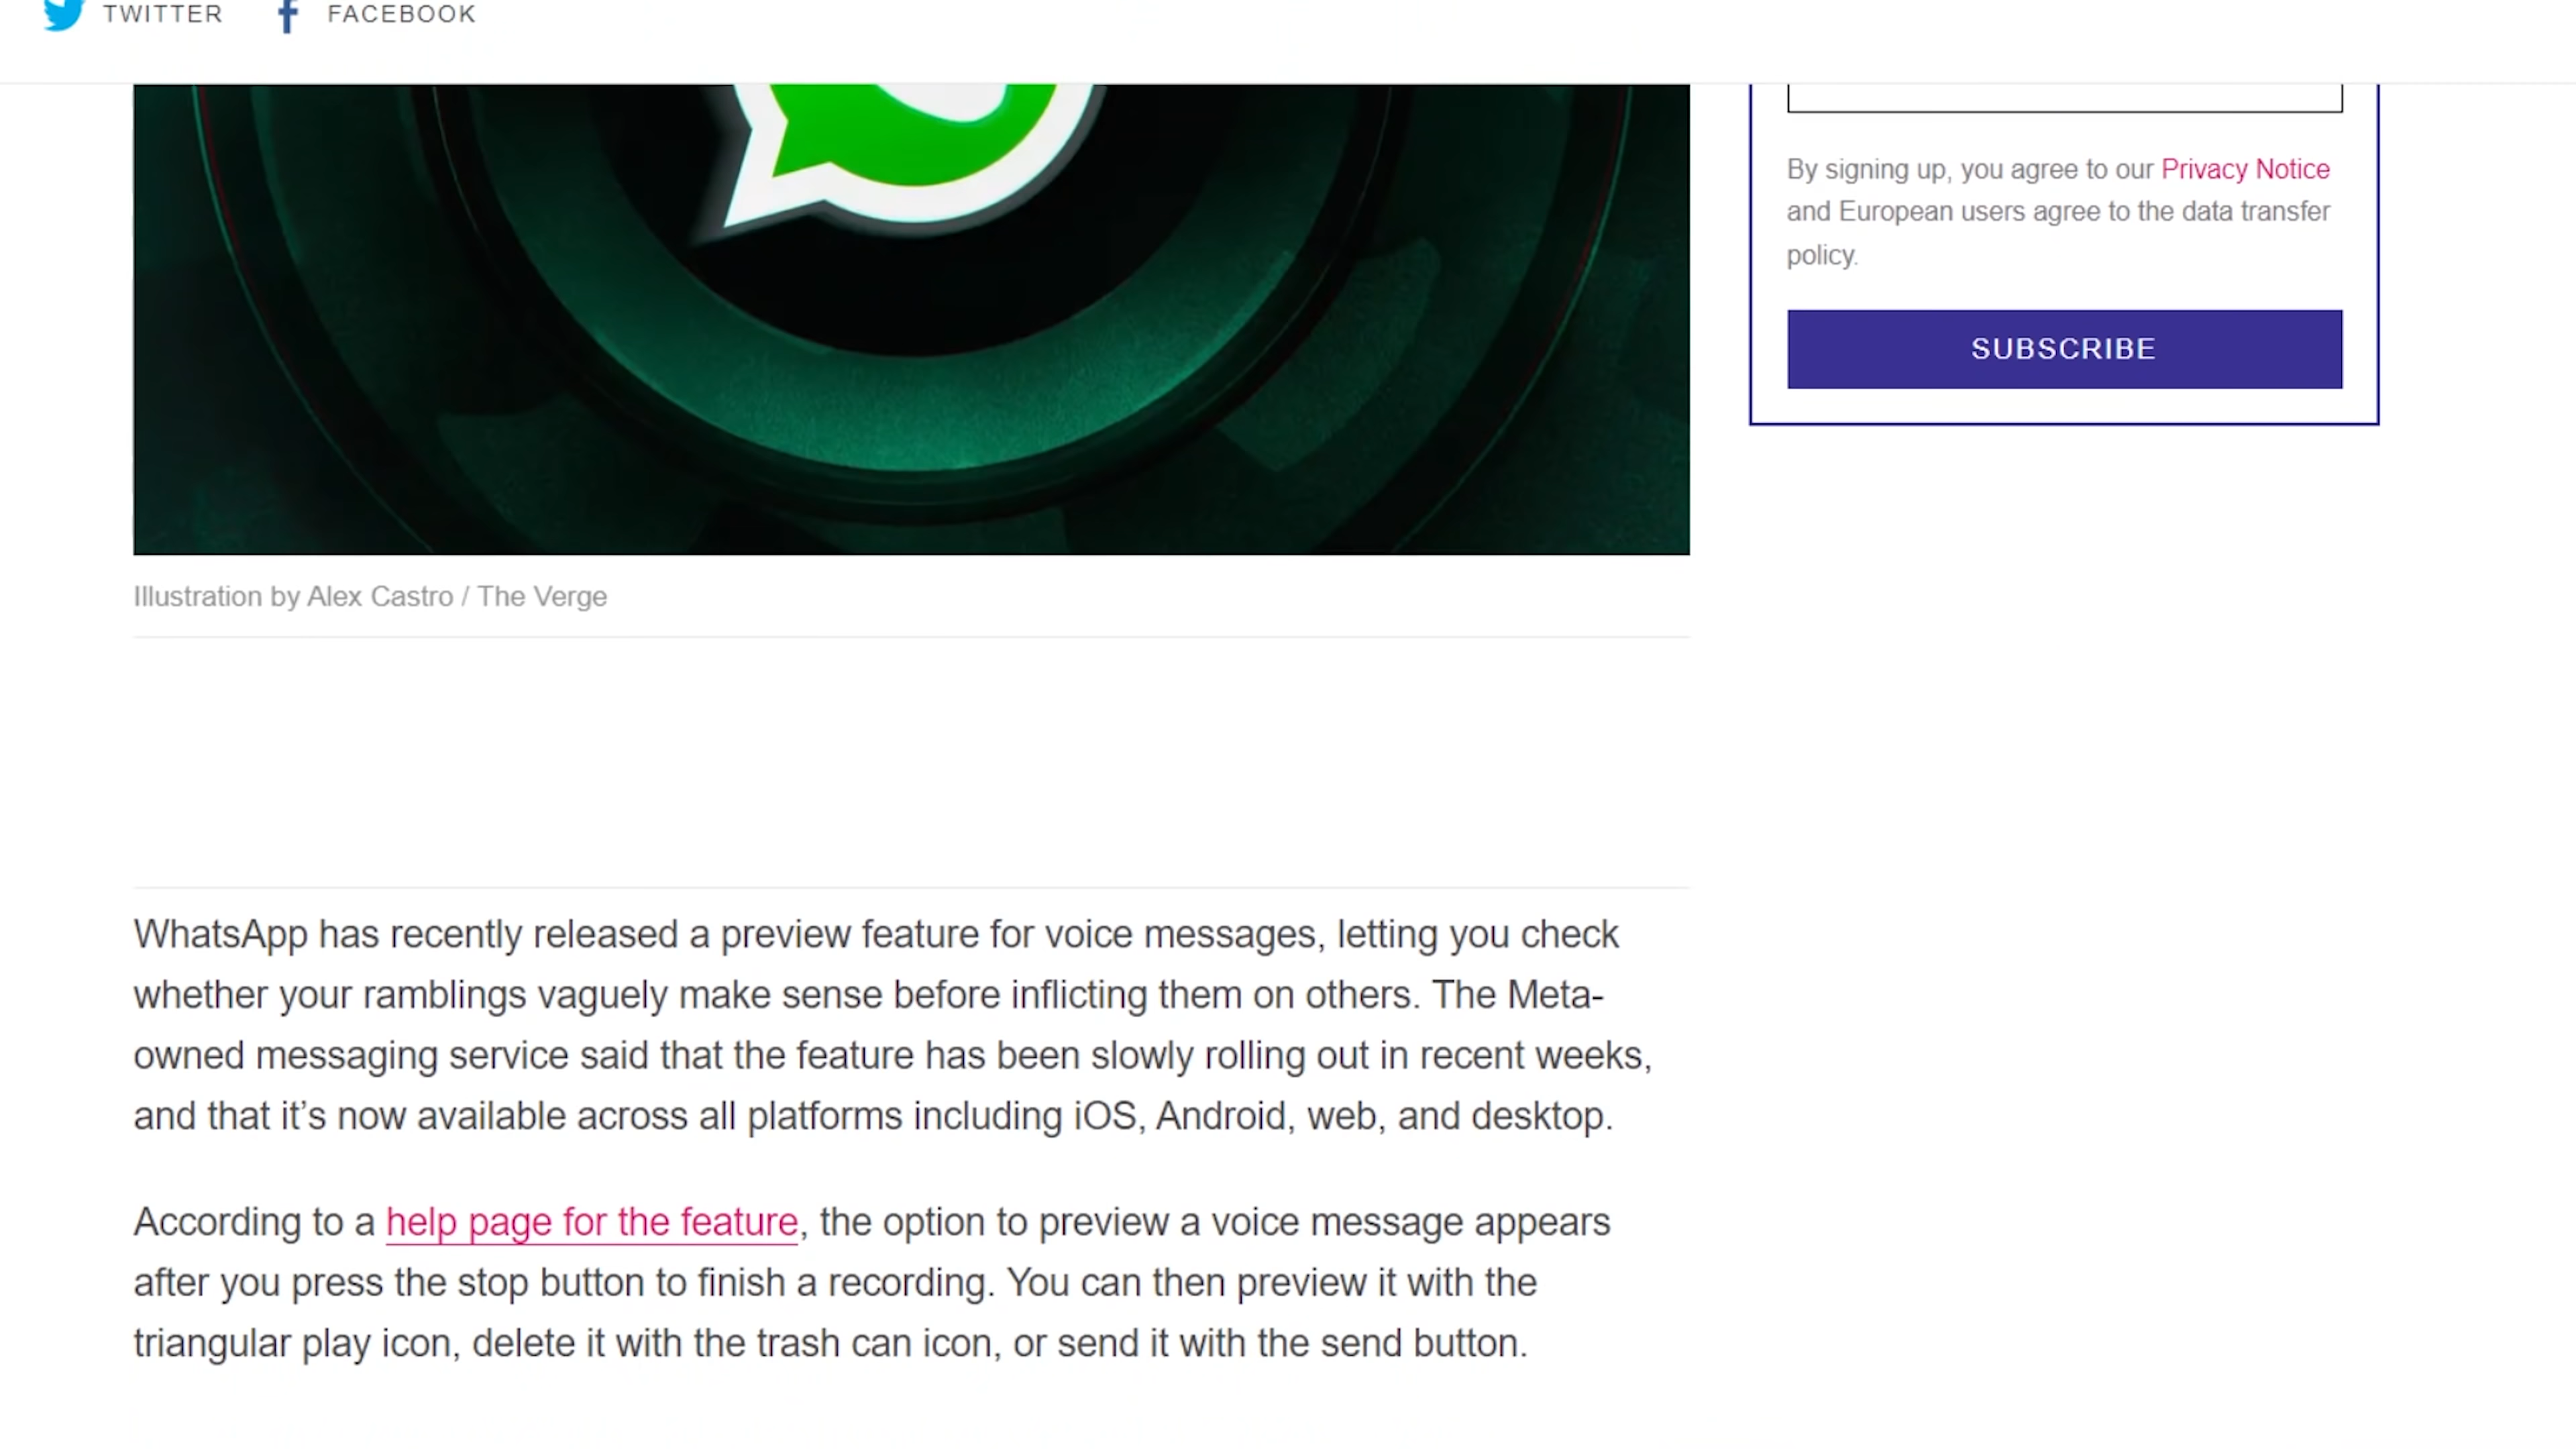 TWITTER
FACEBOOK
By signing up, you agree to our Privacy Notice
and European users agree to the data transfer
policy.
SUBSCRIBE
Illustration by Alex Castro / The Verge
WhatsApp has recently released a preview feature for voice messages, letting you check
whether your ramblings vaguely make sense before inflicting them on others. The Meta-
owned messaging service said that the feature has been slowly rolling out in recent weeks,
and that it’s now available across all platforms including iOS, Android, web, and desktop.
According to a help page for the feature, the option to preview a voice message appears
after you press the stop button to finish a recording. You can then preview it with the
triangular play icon, delete it with the trash can icon, or send it with the send button.